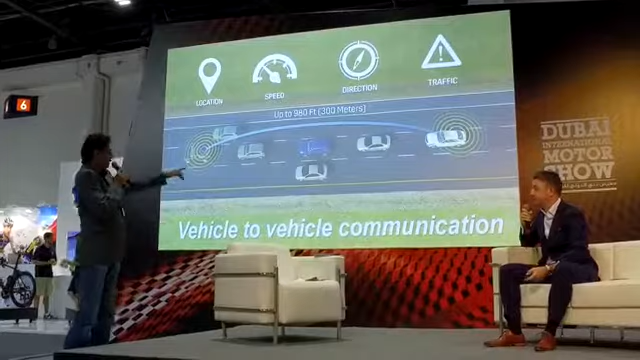 6
LOCATION
SPEED
DIRECTION
TRAFFIC
Up to 980 Ft (300 Meters)
Vehicle to vehicle communication
DUBAI
INTERNATIONAL
MOTOR
SHOW